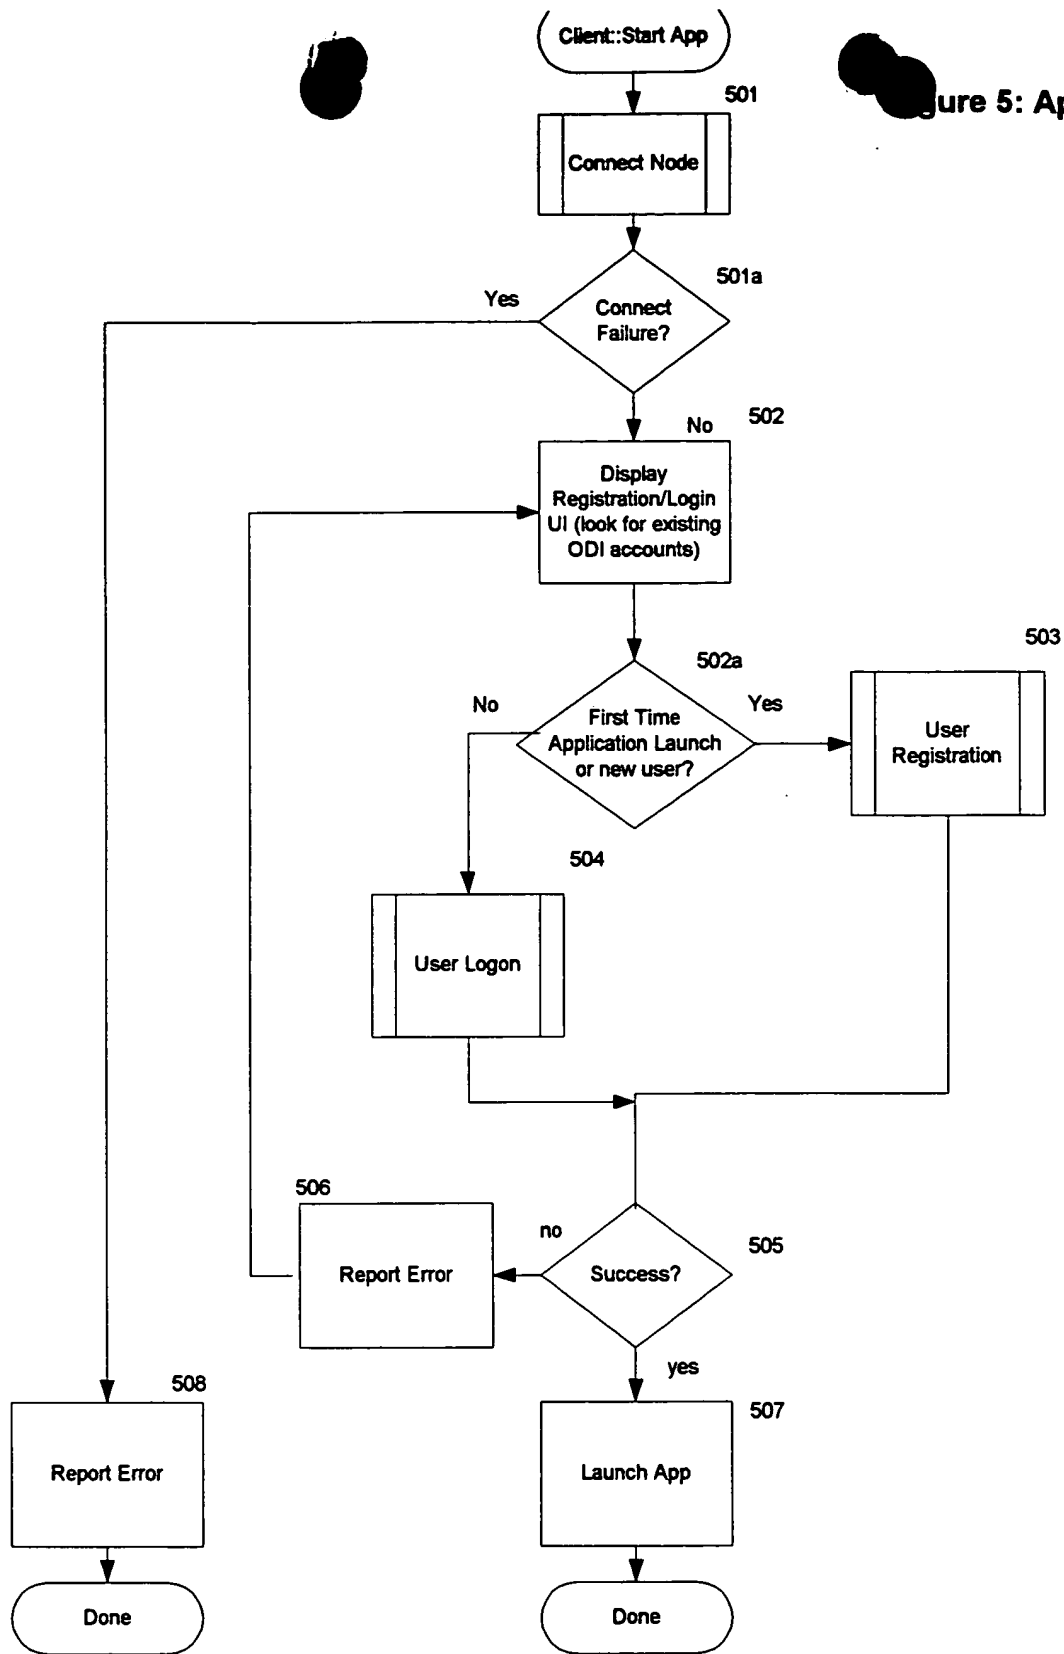 Client::Start App
501
ure 5: Ap
Connect Node
501a
Yes
Connect
Failure?
502
No
Display
Registration/Login
UI (look for existing
ODI accounts)
503
502a
No
Yes
First Time
Application Launch
or new user?
User
Registration
504
User Logon
506
no
505
Report Error
Success?
yes
508
507
Report Error
Launch App
Done
Done